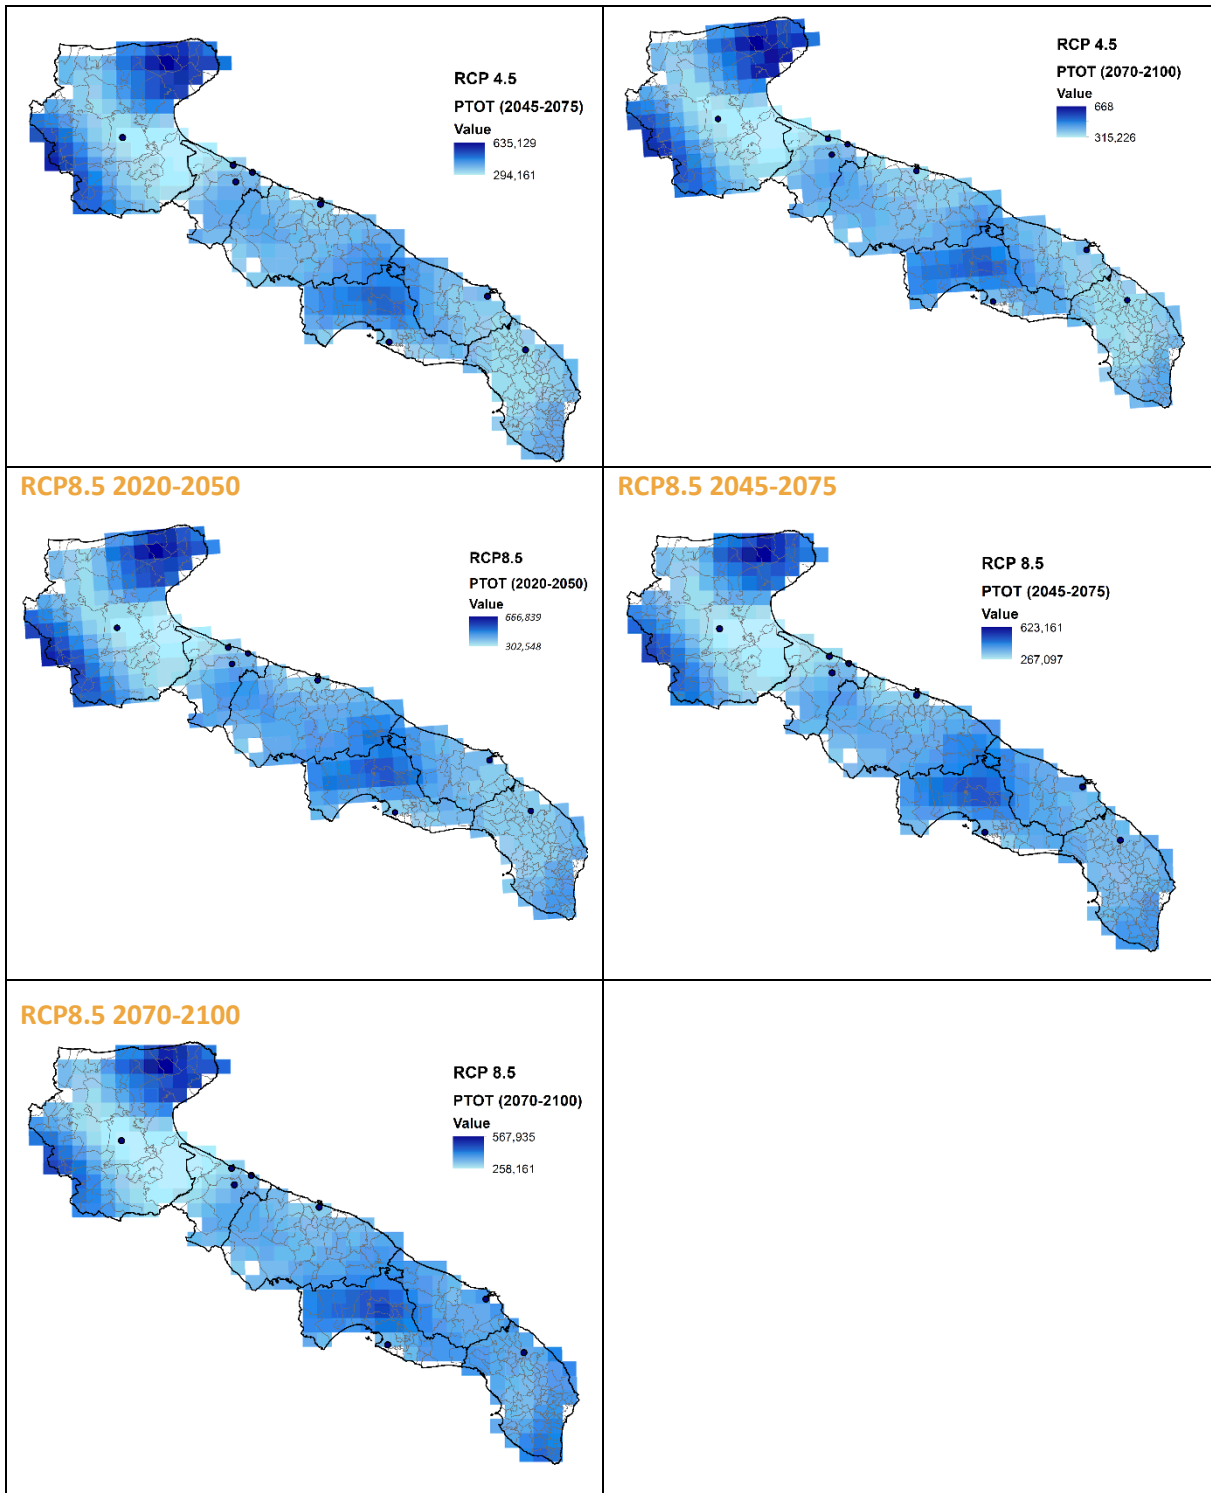 RCP 4.5
PTOT (2045-2075)
Value
635,129
294,161
RCP 4.5
PTOT (2070-2100)
Value
668
315,226
RCP8.5 2020-2050
RCP8.5
PTOT (2020-2050)
Value
666,839
302,548
RCP8.5 2045-2075
RCP 8.5
PTOT (2045-2075)
Value
623,161
267,097
RCP8.5 2070-2100
RCP 8.5
PTOT (2070-2100)
Value
567,935
258,161